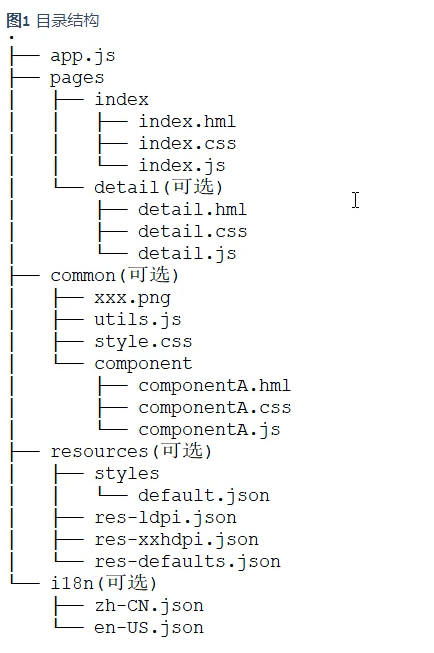 图1 目录结构
.
├── app.js
├── pages
│   ├── index
│   │   ├── index.hml
│   │   ├── index.css
│   │   └── index.js
│   └── detail(可选)
│       ├── detail.hml
│       ├── detail.css
│       └── detail.js
├── common(可选)
│   ├── xxx.png
│   ├── utils.js
│   ├── style.css
│   └── component
│       ├── componentA.hml
│       ├── componentA.css
│       └── componentA.js
├── resources(可选)
│   ├── styles
│   │   └── default.json
│   ├── res-ldpi.json
│   ├── res-xxhdpi.json
│   └── res-defaults.json
└── i18n(可选)
    ├── zh-CN.json
    └── en-US.json